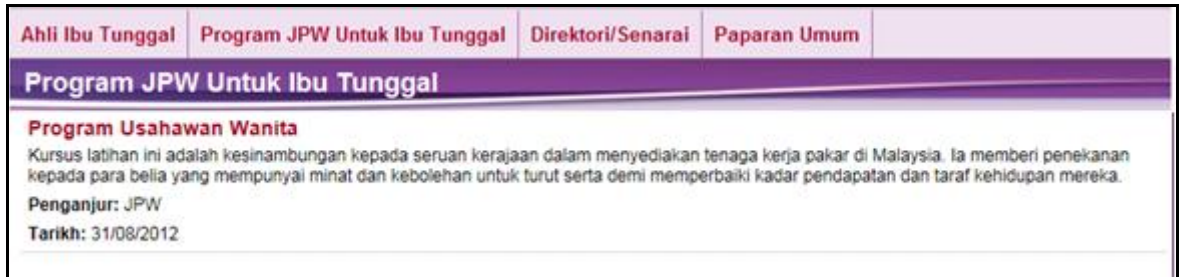 Ahli Ibu Tunggal Program JPW Untuk Ibu Tunggal Direktori/Senarai Paparan Umum
Program JPW Untuk Ibu Tunggal
Program Usahawan Wanita
Kursus latihan ini adalah kesinambungan kepada seruan kerajaan dalam menyediakan tenaga kerja pakar di Malaysia. Ia memberi penekanan
kepada para belia yang mempunyai minat dan kebolehan untuk turut serta demi memperbaiki kadar pendapatan dan taraf kehidupan mereka.
Penganjur: JPW
Tarikh: 31/08/2012